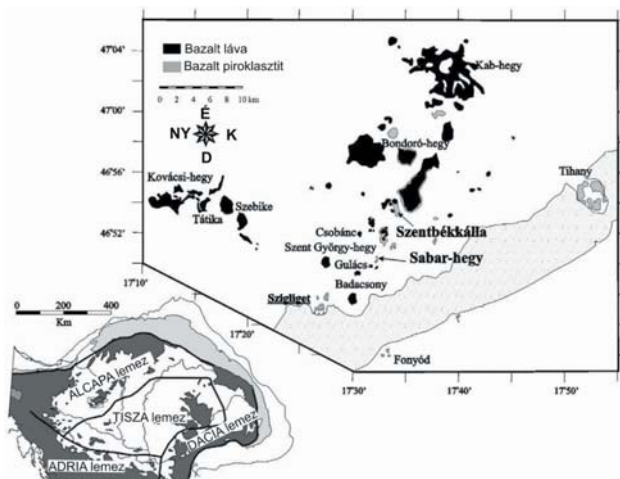 47°04'
47°00'
46°56'
46°52'
47°10'
Bazalt láva
Bazalt piroklasztit
0 2 4 6 8 10 km
É
NY K
D
Kab-hegy
Bondoró-hegy
Kovácsi-hegy
Tátika
Szebike
Tihany
Csobánc
Szentbékkálla
Szent György-hegy
Gulács
Sabar-hegy
Badacsony
Szigliget
Fonyód
17°20'
17°30'
17°40'
17°50'
0 200 400
Km
ALCAPA lemez
TISZA lemez
DACIA lemez
ADRIA lemez